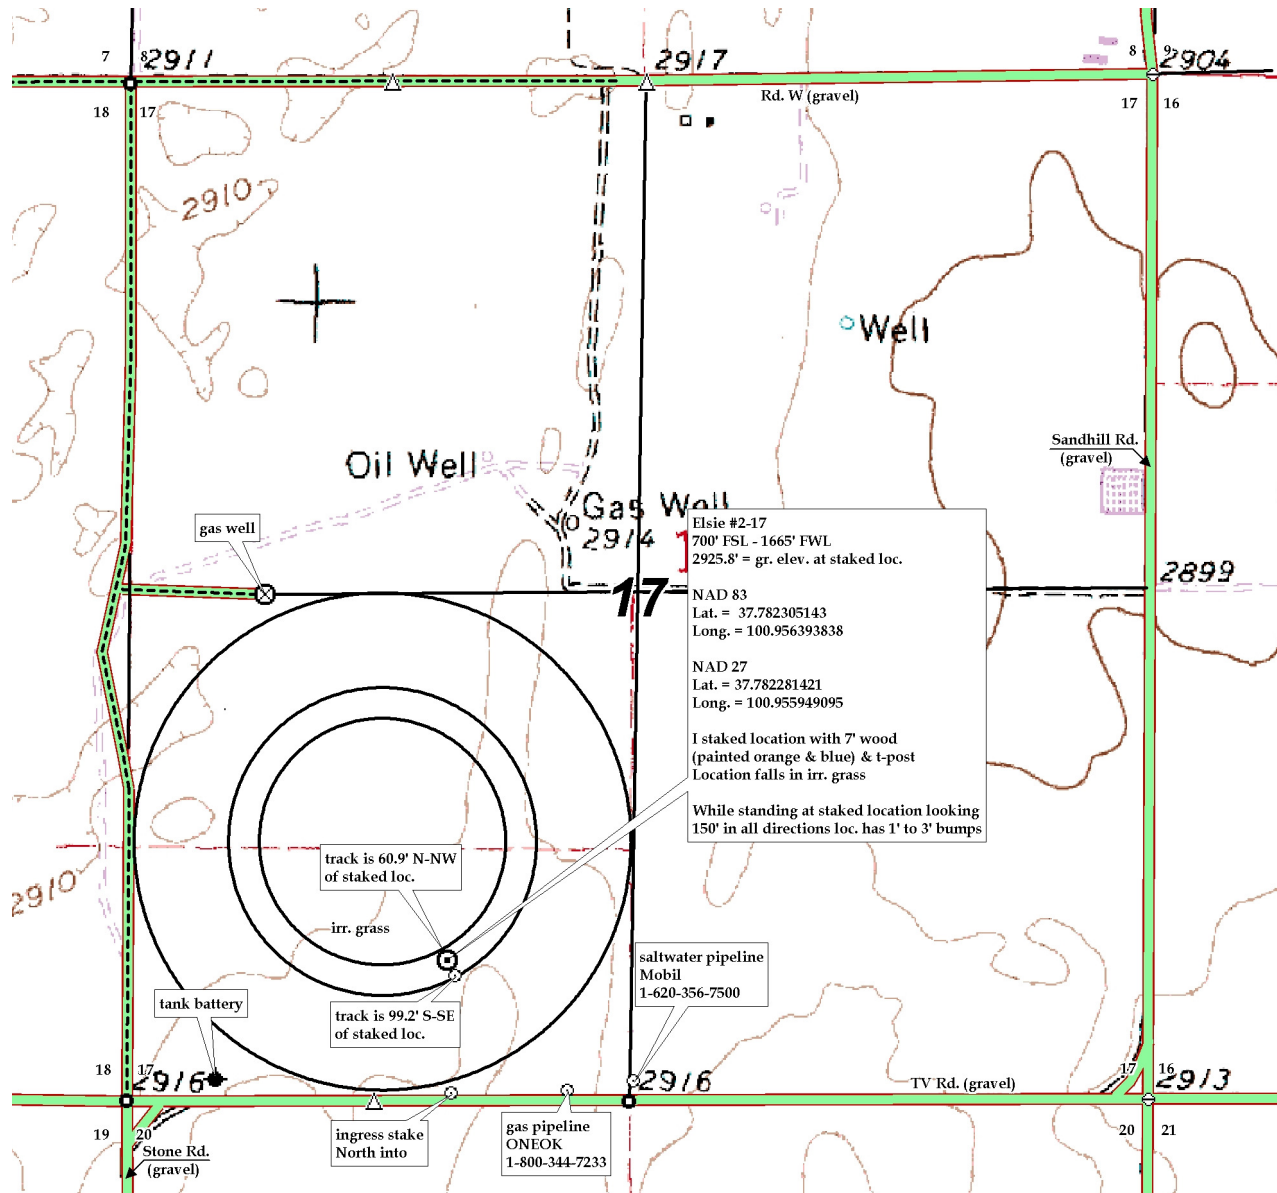 7
8
2911
2917
8
9
2904
18
17
Rd. W (gravel)
17
16
2910
Well
Sandhill Rd.
(gravel)
Oil Well
Gas Well
2914
gas well
17
2899
Elsie #2-17
700' FSL - 1665' FWL
2925.8' = gr. elev. at staked loc.
NAD 83
Lat. = 37.782305143
Long. = 100.956393838
NAD 27
Lat. = 37.782281421
Long. = 100.955949095
I staked location with 7' wood
(painted orange & blue) & t-post
Location falls in irr. grass
While standing at staked location looking
150' in all directions loc. has 1' to 3' bumps
track is 60.9' N-NW
of staked loc.
2910
irr. grass
saltwater pipeline
Mobil
1-620-356-7500
tank battery
track is 99.2' S-SE
of staked loc.
18
17
2916
2916
TV Rd. (gravel)
17
16
2913
19
20
Stone Rd.
(gravel)
ingress stake
North into
gas pipeline
ONEOK
1-800-344-7233
20
21